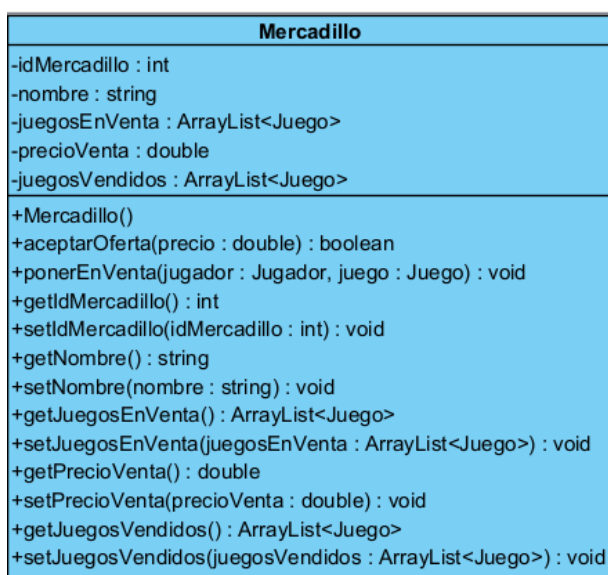 Mercadillo
-idMercadillo : int
-nombre : string
-juegosEnVenta : ArrayList<Juego>
-precioVenta : double
-juegosVendidos : ArrayList<Juego>
+Mercadillo()
+aceptarOferta(precio : double) : boolean
+ponerEnVenta(jugador : Jugador, juego : Juego) : void
+getIdMercadillo() : int
+setIdMercadillo(idMercadillo : int) : void
+getNombre() : string
+setNombre(nombre : string) : void
+getJuegosEnVenta() : ArrayList<Juego>
+setJuegosEnVenta(juegosEnVenta : ArrayList<Juego>) : void
+getPrecioVenta() : double
+setPrecioVenta(precioVenta : double) : void
+getJuegosVendidos() : ArrayList<Juego>
+setJuegosVendidos(juegosVendidos : ArrayList<Juego>) : void